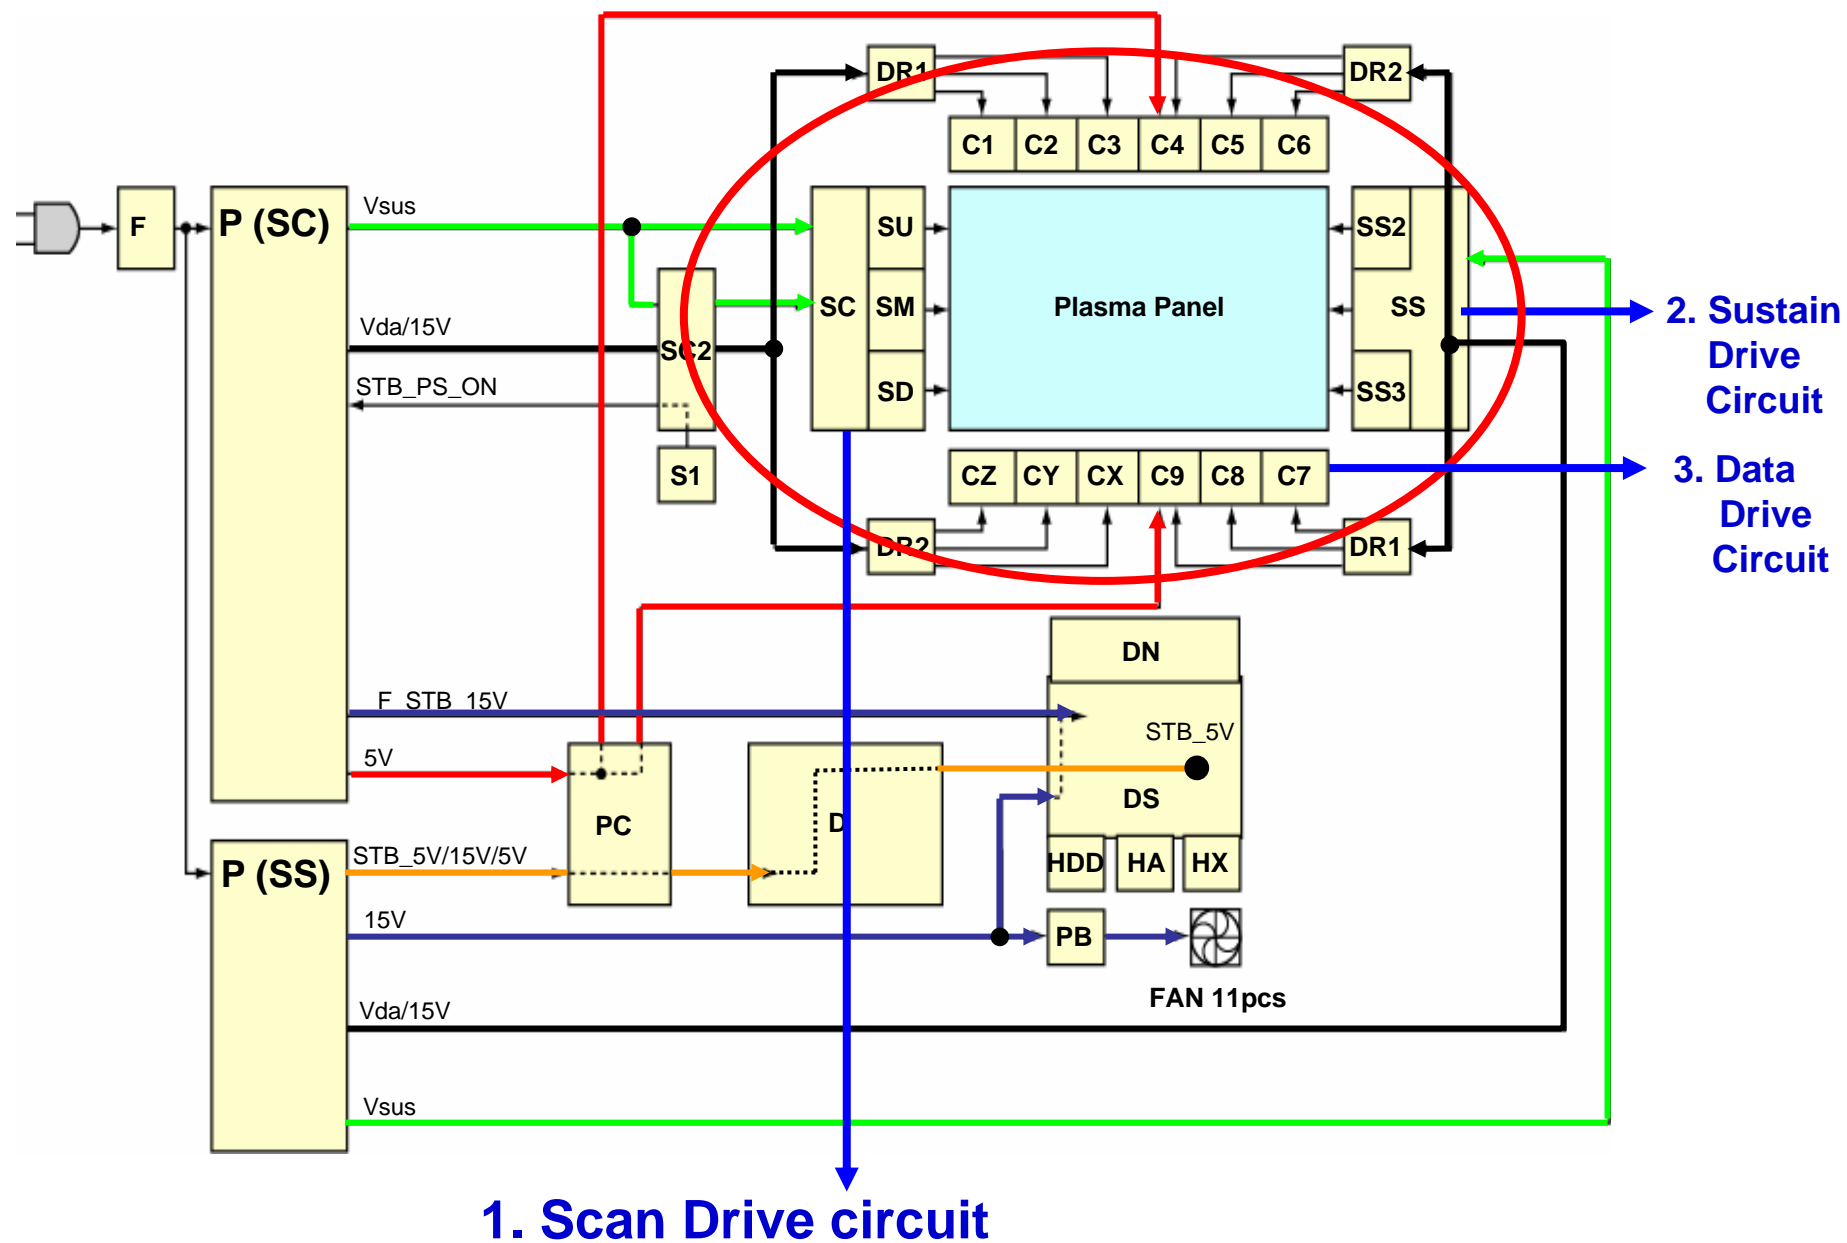 DR1
DR2
C1 C2 C3 C4 C5 C6
F
P (SC)
Vsus
SU
SS2
SC
SM
Plasma Panel
SS
2. Sustain
Drive
Circuit
Vda/15V
SC2
STB_PS_ON
SD
SS3
S1
CZ CY CX C9 C8 C7
3. Data
Drive
Circuit
DR2
DR1
DN
F_STB_15V
STB_5V
5V
DS
PC
D
P (SS)
STB_5V/15V/5V
HDD HA HX
15V
PB
FAN 11pcs
Vda/15V
Vsus
1. Scan Drive circuit